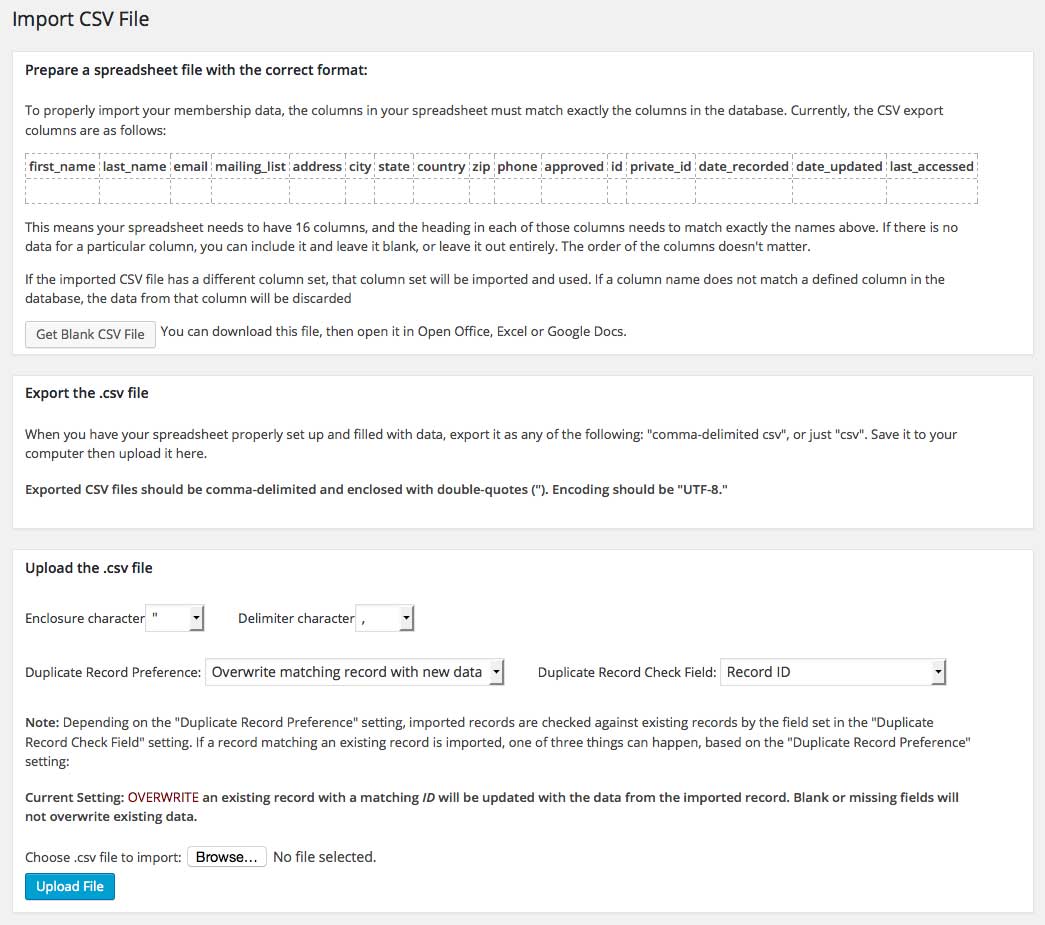 Import CSV File
Prepare a spreadsheet file with the correct format:
To properly import your membership data, the columns in your spreadsheet must match exactly the columns in the database. Currently, the CSV export
columns are as follows:
first_name last_name email mailing_list address city state country zip phone approved id private_id date_recorded date_updated last_accessed
This means your spreadsheet needs to have 16 columns, and the heading in each of those columns needs to match exactly the names above. If there is no
data for a particular column, you can include it and leave it blank, or leave it out entirely. The order of the columns doesn't matter.
If the imported CSV file has a different column set, that column set will be imported and used. If a column name does not match a defined column in the
database, the data from that column will be discarded
Get Blank CSV File You can download this file, then open it in Open Office, Excel or Google Docs.
Export the .csv file
When you have your spreadsheet properly set up and filled with data, export it as any of the following: "comma-delimited csv", or just "csv". Save it to your
computer then upload it here.
Exported CSV files should be comma-delimited and enclosed with double-quotes ("). Encoding should be "UTF-8."
Upload the .csv file
Enclosure character " Delimiter character ,
Duplicate Record Preference: Overwrite matching record with new data Duplicate Record Check Field: Record ID
Note: Depending on the "Duplicate Record Preference" setting, imported records are checked against existing records by the field set in the "Duplicate
Record Check Field" setting. If a record matching an existing record is imported, one of three things can happen, based on the "Duplicate Record Preference"
setting:
Current Setting: OVERWRITE an existing record with a matching ID will be updated with the data from the imported record. Blank or missing fields will
not overwrite existing data.
Choose .csv file to import: Browse... No file selected.
Upload File